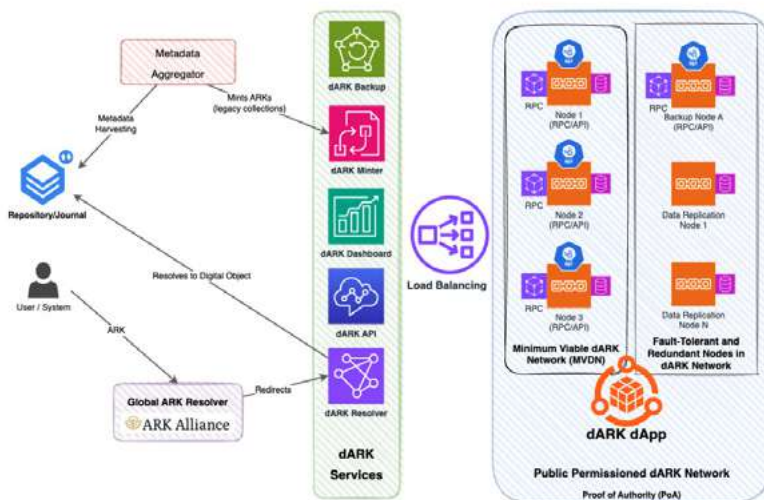 Metadata
Aggregator
Metadata
Harvesting
Mints ARKs
(legacy collections)
Repository/Journal
User / System
ARK
Resolves to Digital Object
Global ARK Resolver
ARK Alliance
Redirects
dARK Backup
dARK Minter
dARK Dashboard
dARK API
dARK Resolver
dARK
Services
Load Balancing
RPC
Node 1
(RPC/API)
RPC
Node 2
(RPC/API)
RPC
Node 3
(RPC/API)
Minimum Viable dARK
Network (MVDN)
RPC
Backup Node A
(RPC/API)
Data Replication
Node 1
Data Replication
Node N
Fault-Tolerant and
Redundant Nodes in
dARK Network
dARK dApp
Public Permissioned dARK Network
Proof of Authority (PoA)